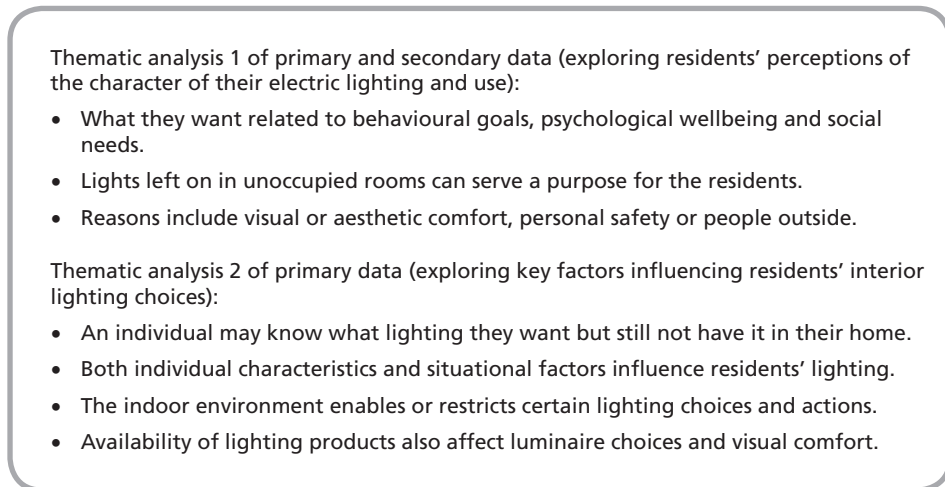 Thematic analysis 1 of primary and secondary data (exploring residents’ perceptions of
the character of their electric lighting and use):
• What they want related to behavioural goals, psychological wellbeing and social
needs.
• Lights left on in unoccupied rooms can serve a purpose for the residents.
• Reasons include visual or aesthetic comfort, personal safety or people outside.
Thematic analysis 2 of primary data (exploring key factors influencing residents’ interior
lighting choices):
• An individual may know what lighting they want but still not have it in their home.
• Both individual characteristics and situational factors influence residents’ lighting.
• The indoor environment enables or restricts certain lighting choices and actions.
• Availability of lighting products also affect luminaire choices and visual comfort.